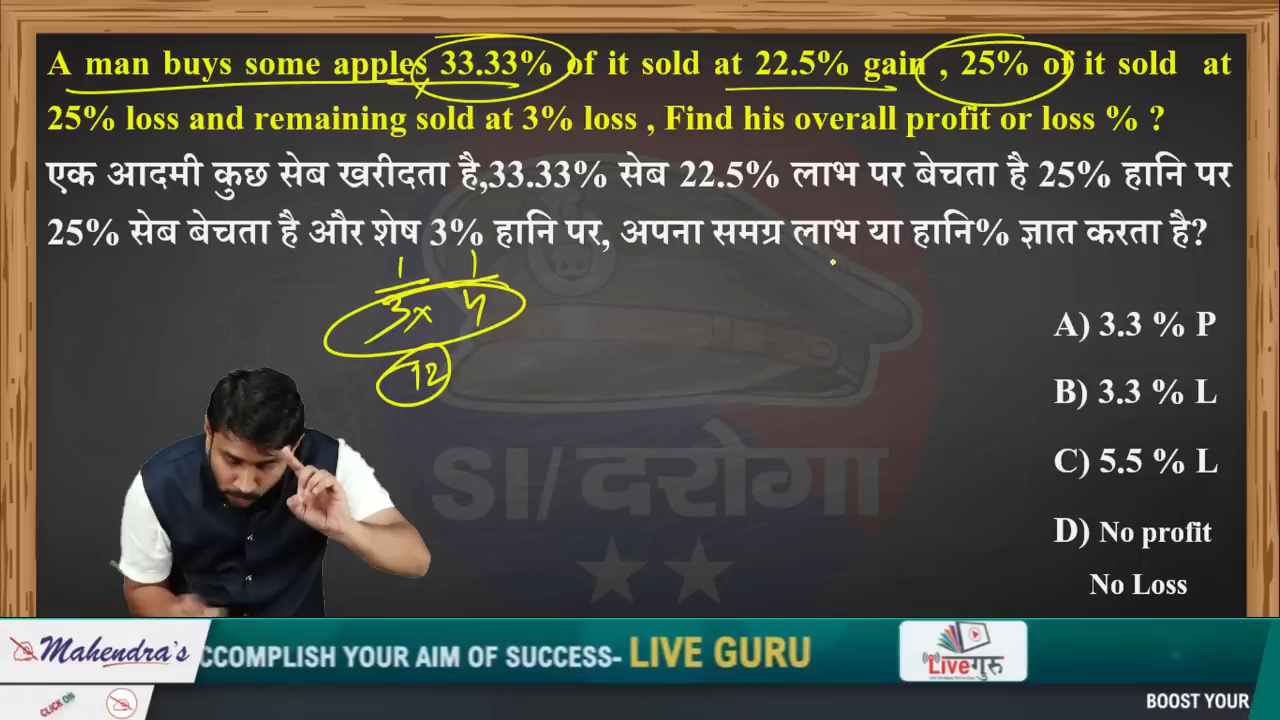 A man buys some apples, 33.33% of it sold at 22.5% gain , 25% of it sold at
25% loss and remaining sold at 3% loss , Find his overall profit or loss % ?
एक आदमी कुछ सेब खरीदता है,33.33% सेब 22.5% लाभ पर बेचता है 25% हानि पर
25% सेब बेचता है और शेष 3% हानि पर, अपना समग्र लाभ या हानि% ज्ञात करता है?
1 1
3x 4
12
A) 3.3 % P
B) 3.3 % L
C) 5.5 % L
D) No profit
No Loss
SI/दरोगा
Mahendra's
CCOMPLISH YOUR AIM OF SUCCESS- LIVE GURU
Liveगुरू
CLICK ON
BOOST YOUR